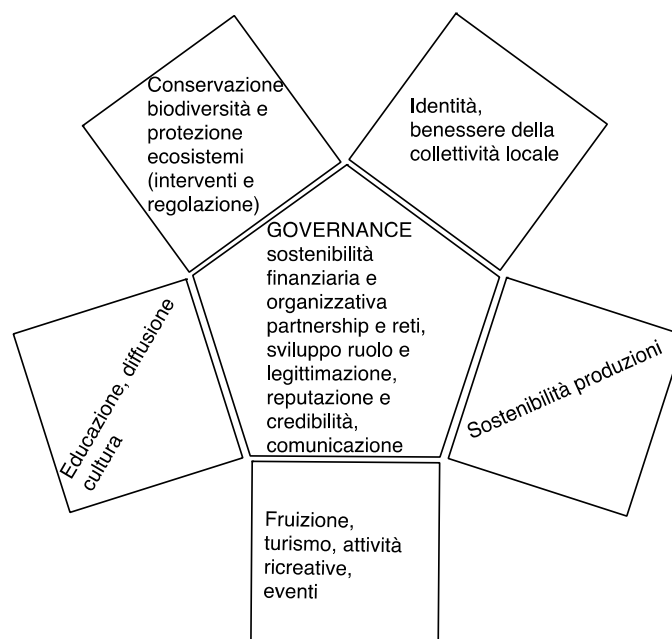 Conservazione
biodiversità e
protezione
ecosistemi
(interventi e
regolazione)
Identità,
benessere della
collettività locale
GOVERNANCE
sostenibilità
finanziaria e
organizzativa
partnership e reti,
sviluppo ruolo e
legittimazione,
reputazione e
credibilità,
comunicazione
Educazione, diffusione
cultura
Sostenibilità produzioni
Fruizione,
turismo, attività
ricreative,
eventi